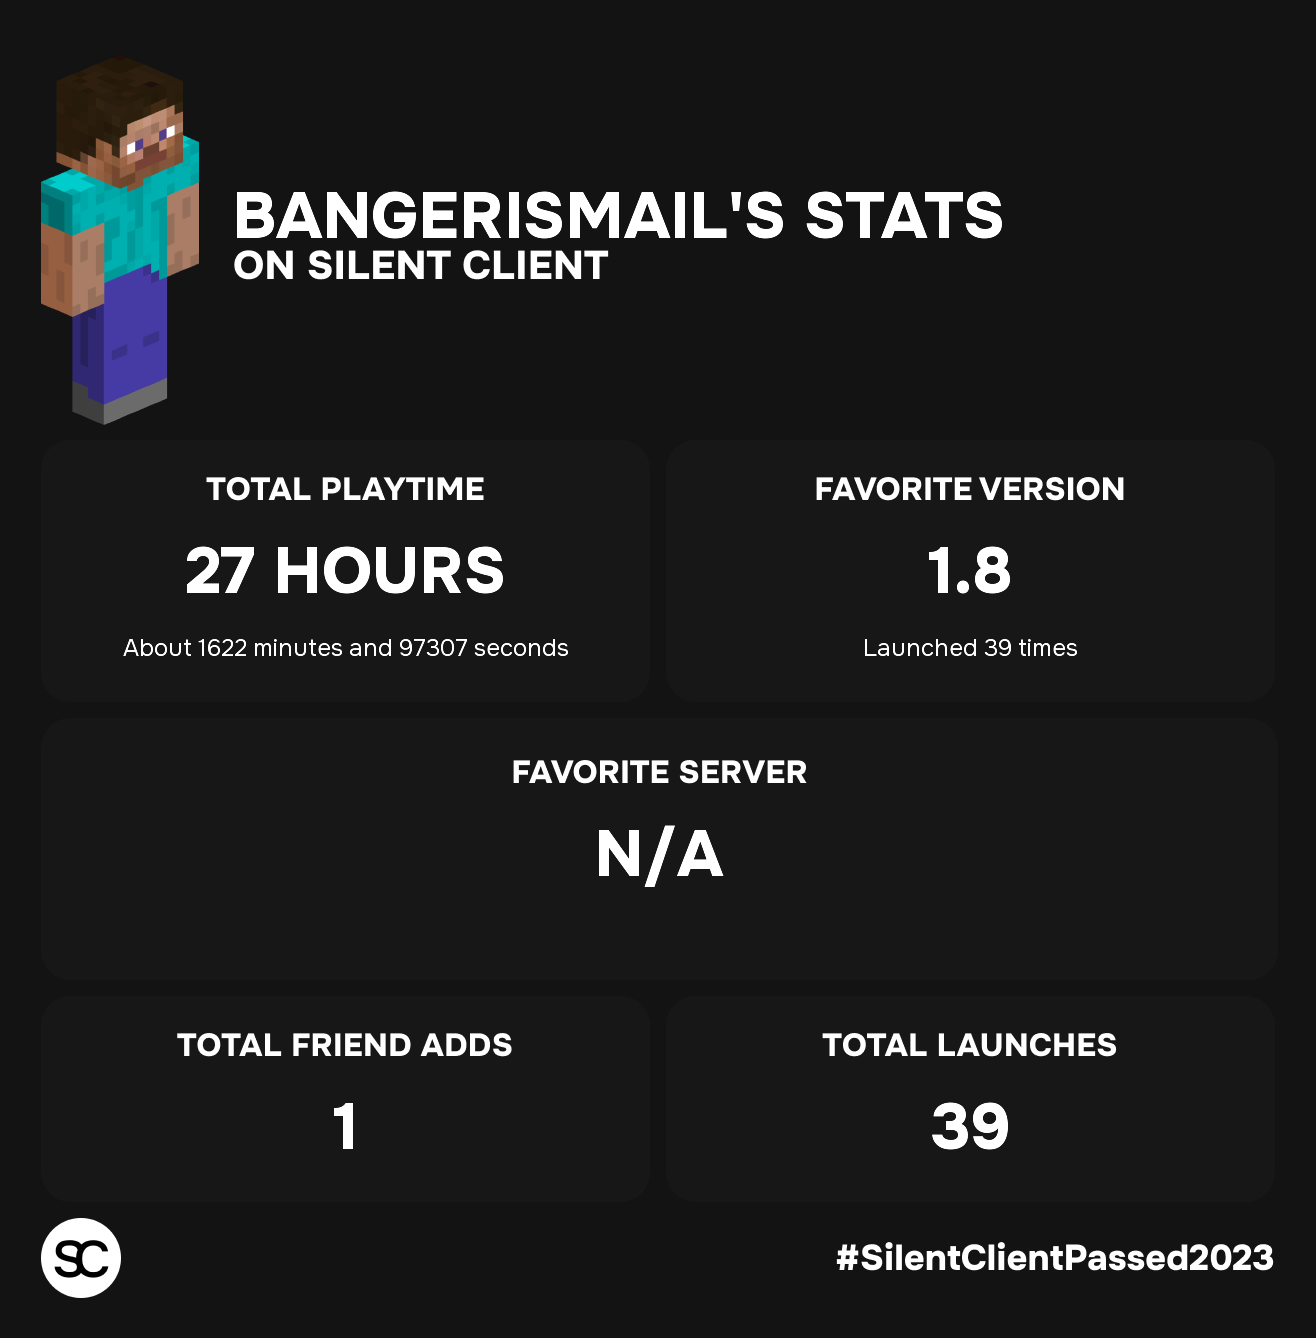 BANGERISMAIL'S STATS
ON SILENT CLIENT
TOTAL PLAYTIME
27 HOURS
About 1622 minutes and 97307 seconds
FAVORITE VERSION
1.8
Launched 39 times
FAVORITE SERVER
N/A
TOTAL FRIEND ADDS
1
TOTAL LAUNCHES
39
SC
#SilentClientPassed2023